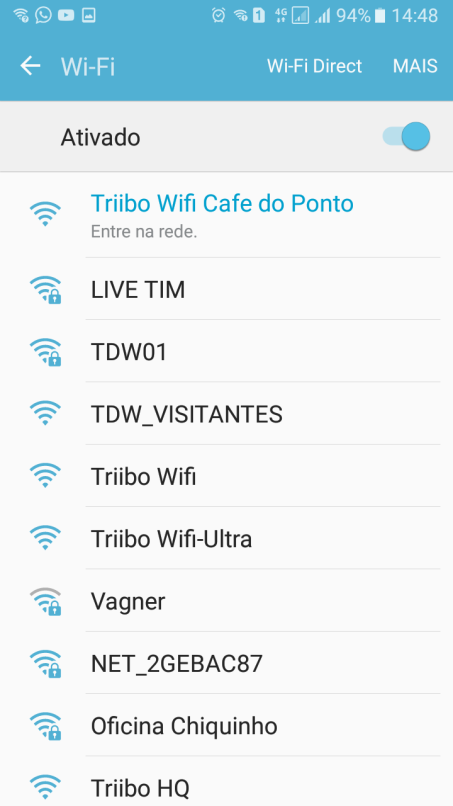 1 4G 94% 14:48
Wi-Fi Wi-Fi Direct MAIS
Ativado
Triibo Wifi Cafe do Ponto
Entre na rede.
LIVE TIM
TDW01
TDW_VISITANTES
Triibo Wifi
Triibo Wifi-Ultra
Vagner
NET_2GEBAC87
Oficina Chiquinho
Triibo HQ